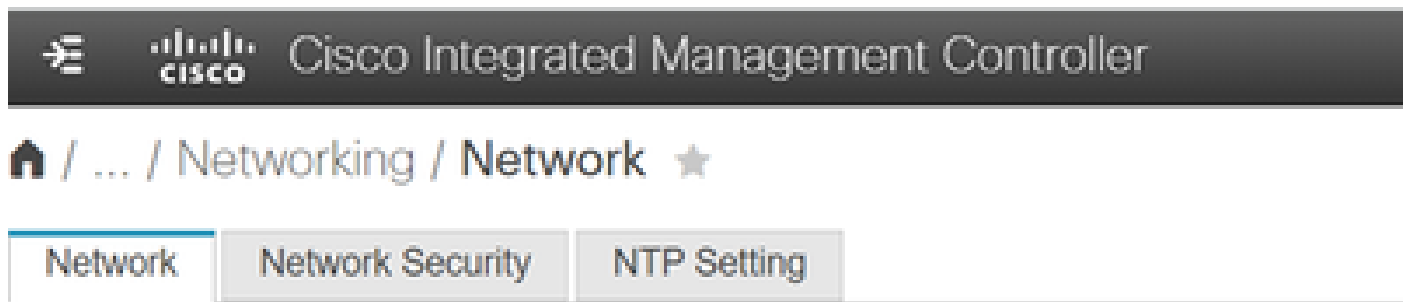 CISCO Cisco Integrated Management Controller
/ ... / Networking / Network
Network Network Security NTP Setting